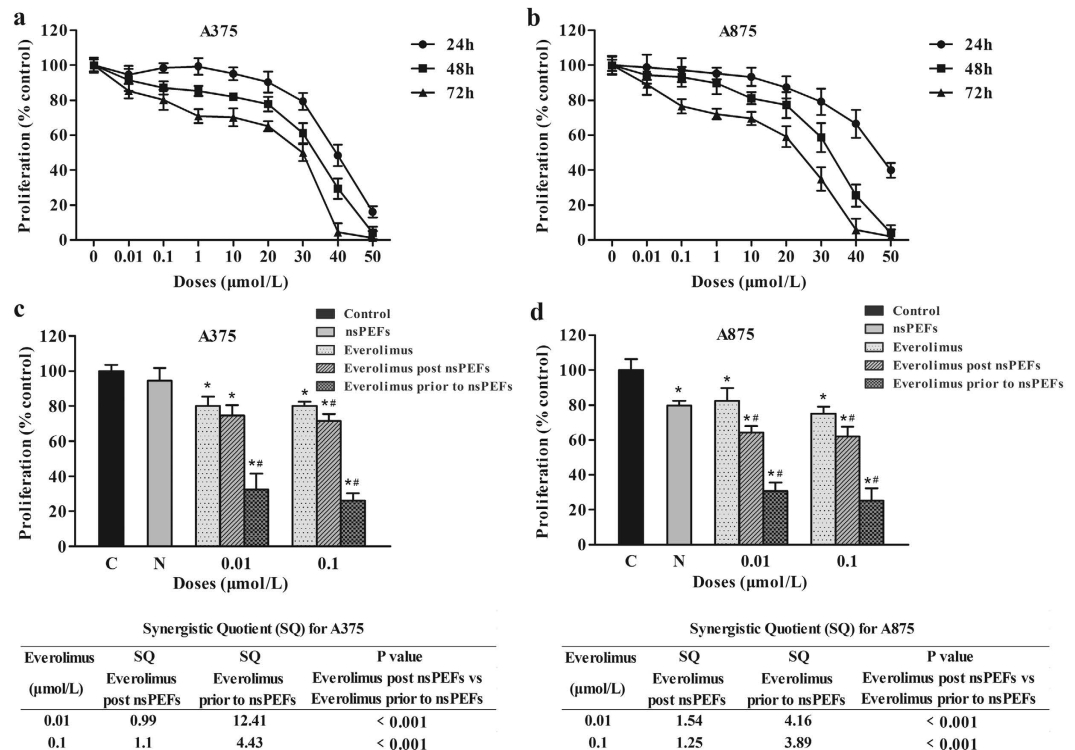 a
A375
120
100
80
60
40
20
0
Proliferation (% control)
0 0.01 0.1 1 10 20 30 40 50
Doses (μmol/L)
24h
48h
72h
b
A875
120
100
80
60
40
20
0
Proliferation (% control)
0 0.01 0.1 1 10 20 30 40 50
Doses (μmol/L)
24h
48h
72h
c
A375
Control
nsPEFs
Everolimus
Everolimus post nsPEFs
Everolimus prior to nsPEFs
120
100
80
60
40
20
0
Proliferation (% control)
* * *# * *# *#
C N 0.01 0.1
Doses (μmol/L)
d
A875
Control
nsPEFs
Everolimus
Everolimus post nsPEFs
Everolimus prior to nsPEFs
120
100
80
60
40
20
0
Proliferation (% control)
* * *# *# * *# *#
C N 0.01 0.1
Doses (μmol/L)
Synergistic Quotient (SQ) for A375
Everolimus SQ SQ P value
(μmol/L) Everolimus Everolimus Everolimus post nsPEFs vs
post nsPEFs prior to nsPEFs Everolimus prior to nsPEFs
0.01 0.99 12.41 < 0.001
0.1 1.1 4.43 < 0.001
Synergistic Quotient (SQ) for A875
Everolimus SQ SQ P value
(μmol/L) Everolimus Everolimus Everolimus post nsPEFs vs
post nsPEFs prior to nsPEFs Everolimus prior to nsPEFs
0.01 1.54 4.16 < 0.001
0.1 1.25 3.89 < 0.001